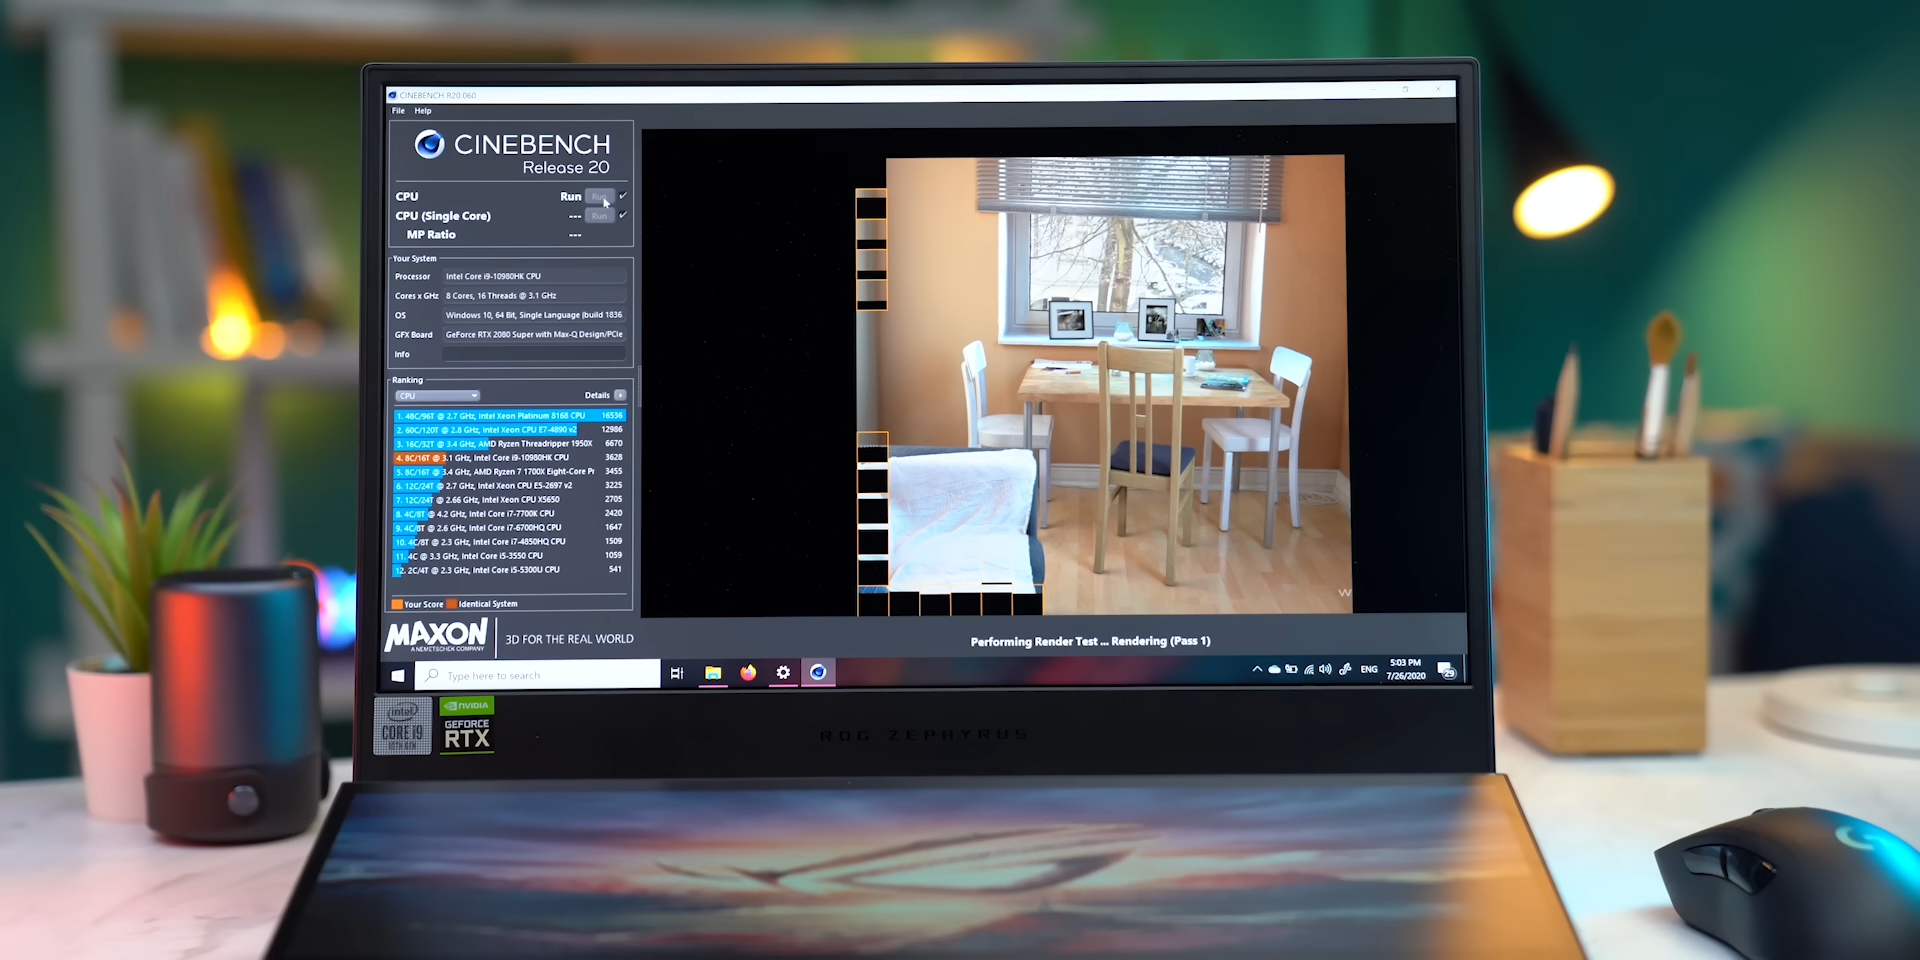 CINEBENCH R20.060
File Help
CINEBENCH
Release 20
CPU Run Run
CPU (Single Core) --- Run
MP Ratio ---
Your System
Processor Intel Core i9-10980HK CPU
Cores x GHz 8 Cores, 16 Threads @ 3.1 GHz
OS Windows 10, 64 Bit, Single Language (build 1836
GFX Board GeForce RTX 2080 Super with Max-Q Design/PCIe
Info
Ranking
CPU Details
1. 48C/96T @ 2.7 GHz, Intel Xeon Platinum 8168 CPU 16536
2. 60C/120T @ 2.8 GHz, Intel Xeon CPU E7-4890 v2 12986
3. 16C/32T @ 3.4 GHz, AMD Ryzen Threadripper 1950X 6670
4. 8C/16T @ 3.1 GHz, Intel Core i9-10980HK CPU 3628
5. 8C/16T @ 3.4 GHz, AMD Ryzen 7 1700X Eight-Core Pr 3455
6. 12C/24T @ 2.7 GHz, Intel Xeon CPU E5-2697 v2 3225
7. 12C/24T @ 2.66 GHz, Intel Xeon CPU X5650 2705
8. 4C/8T @ 4.2 GHz, Intel Core i7-7700K CPU 2420
9. 4C/8T @ 2.6 GHz, Intel Core i7-6700HQ CPU 1647
10. 4C/8T @ 2.3 GHz, Intel Core i7-4850HQ CPU 1509
11. 4C @ 3.3 GHz, Intel Core i5-3550 CPU 1059
12. 2C/4T @ 2.3 GHz, Intel Core i5-5300U CPU 541
Your Score Identical System
MAXON
A NEMETSCHEK COMPANY
3D FOR THE REAL WORLD
W
Performing Render Test ... Rendering (Pass 1)
Type here to search
ENG
5:03 PM
7/26/2020
29
intel
CORE i9
NVIDIA
GEFORCE
RTX
ROG ZEPHYRUS
G